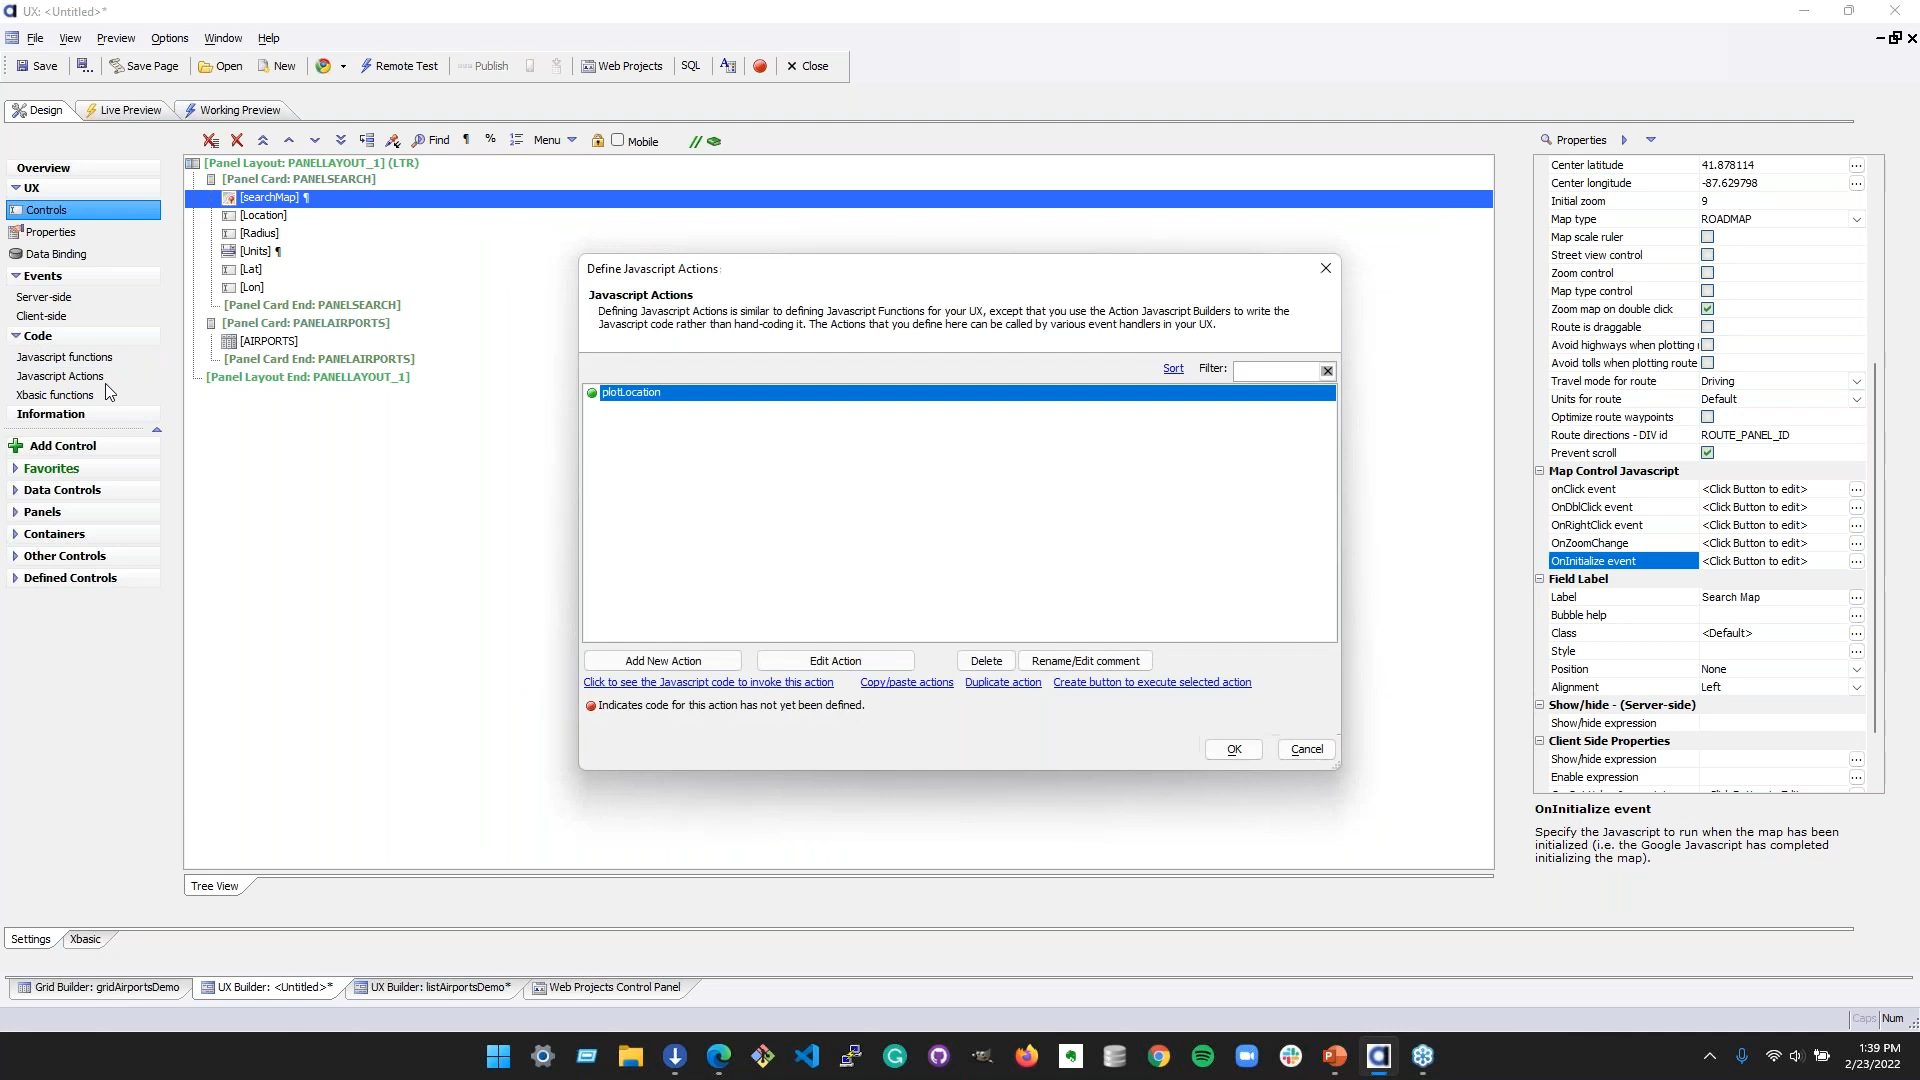 UX: <Untitled>*
File View Preview Options Window Help
Save Save Page Open New Remote Test Publish Web Projects SQL Close
Design Live Preview Working Preview
Find ¶ % Menu Mobile
Overview
UX
Controls
Properties
Data Binding
Events
Server-side
Client-side
Code
Javascript functions
Javascript Actions
Xbasic functions
Information
Add Control
Favorites
Data Controls
Panels
Containers
Other Controls
Defined Controls
[Panel Layout: PANELLAYOUT_1] (LTR)
[Panel Card: PANELSEARCH]
[searchMap] ¶
[Location]
[Radius]
[Units] ¶
[Lat]
[Lon]
[Panel Card End: PANELSEARCH]
[Panel Card: PANELAIRPORTS]
[AIRPORTS]
[Panel Card End: PANELAIRPORTS]
[Panel Layout End: PANELLAYOUT_1]
Define Javascript Actions
Javascript Actions
Defining Javascript Actions is similar to defining Javascript Functions for your UX, except that you use the Action Javascript Builders to write the
Javascript code rather than hand-coding it. The Actions that you define here can be called by various event handlers in your UX.
Sort Filter:
plotLocation
Add New Action Edit Action Delete Rename/Edit comment
Click to see the Javascript code to invoke this action Copy/paste actions Duplicate action Create button to execute selected action
Indicates code for this action has not yet been defined.
OK Cancel
Properties
Center latitude 41.878114
Center longitude -87.629798
Initial zoom 9
Map type ROADMAP
Map scale ruler
Street view control
Zoom control
Map type control
Zoom map on double click
Route is draggable
Avoid highways when plotting
Avoid tolls when plotting route
Travel mode for route Driving
Units for route Default
Optimize route waypoints
Route directions - DIV id ROUTE_PANEL_ID
Prevent scroll
Map Control Javascript
onClick event <Click Button to edit>
OnDblClick event <Click Button to edit>
OnRightClick event <Click Button to edit>
OnZoomChange <Click Button to edit>
OnInitialize event <Click Button to edit>
Field Label
Label Search Map
Bubble help
Class <Default>
Style
Position None
Alignment Left
Show/hide - (Server-side)
Show/hide expression
Client Side Properties
Show/hide expression
Enable expression
OnInitialize event
Specify the Javascript to run when the map has been
initialized (i.e. the Google Javascript has completed
initializing the map).
Tree View
Settings Xbasic
Grid Builder: gridAirportsDemo UX Builder: <Untitled>* UX Builder: listAirportsDemo* Web Projects Control Panel
Caps Num
1:39 PM
2/23/2022